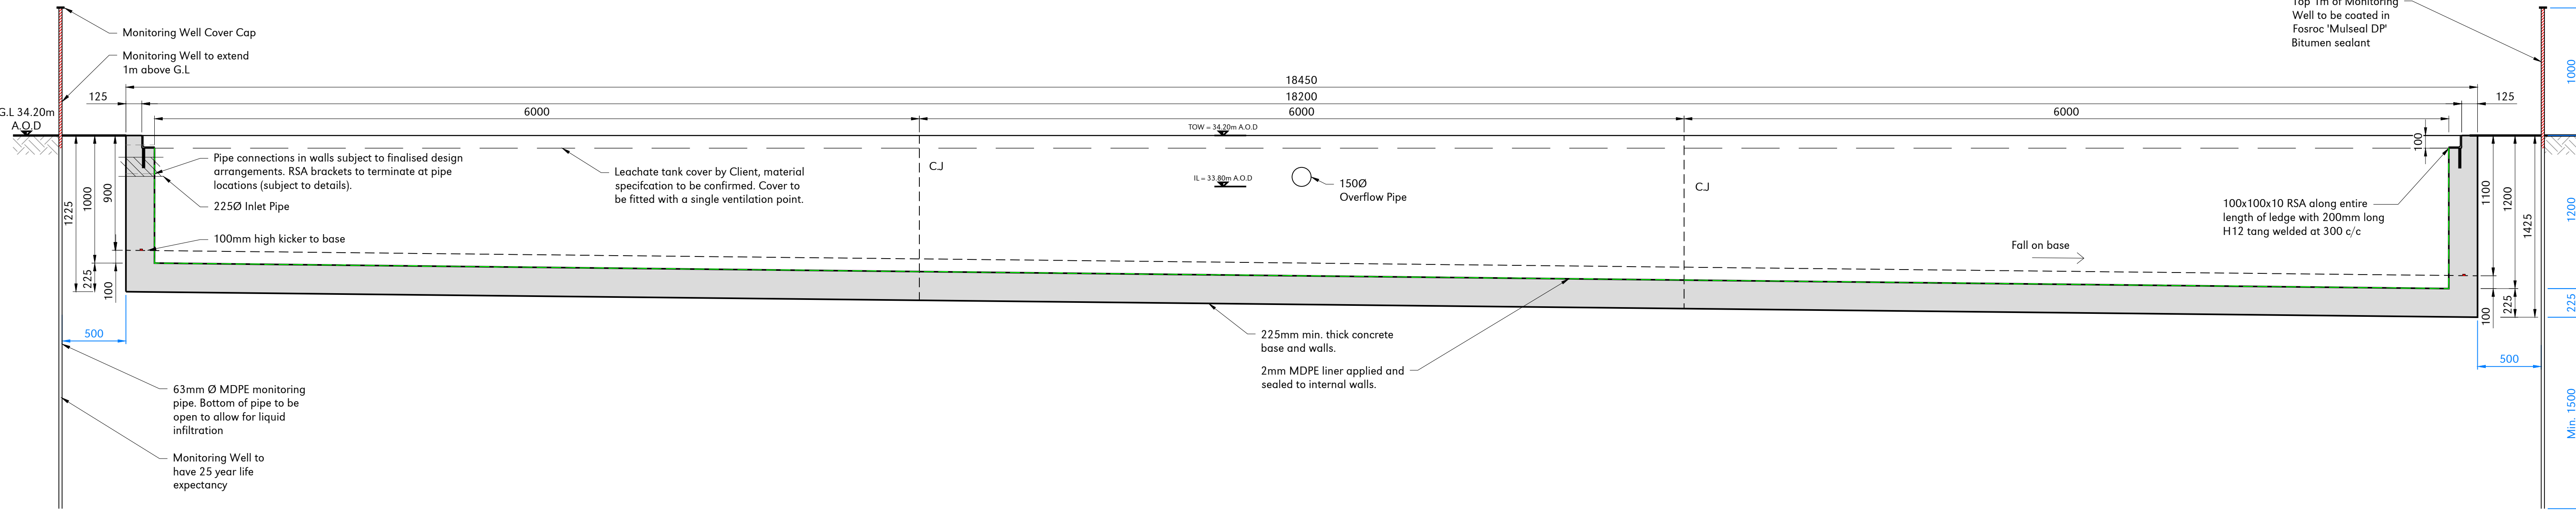 Top 1m of Monitoring
Well to be coated in
Fosroc 'Mulseal DP'
Bitumen sealant
Monitoring Well Cover Cap
Monitoring Well to extend
1m above G.L
1000
18450
125
18200
125
6000
6000
6000
G.L 34.20m
A.O.D
TOW = 34.20m A.O.D
100
Pipe connections in walls subject to finalised design
arrangements. RSA brackets to terminate at pipe
locations (subject to details).
225Ø Inlet Pipe
100mm high kicker to base
Leachate tank cover by Client, material
specifcation to be confirmed. Cover to
be fitted with a single ventilation point.
C.J
IL = 33.80m A.O.D
150Ø
Overflow Pipe
C.J
100x100x10 RSA along entire
length of ledge with 200mm long
H12 tang welded at 300 c/c
Fall on base
1225
1000
900
225
100
1100
1200
1425
1200
100
225
225
500
500
225mm min. thick concrete
base and walls.
2mm MDPE liner applied and
sealed to internal walls.
63mm Ø MDPE monitoring
pipe. Bottom of pipe to be
open to allow for liquid
infiltration
Monitoring Well to
have 25 year life
expectancy
Min. 1500